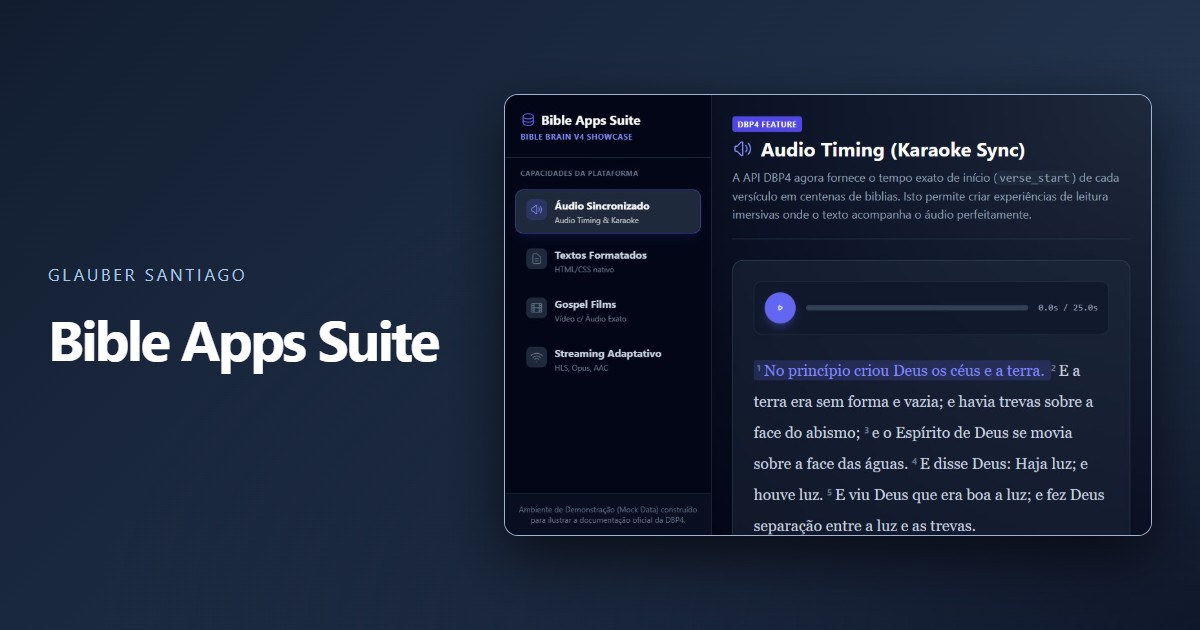 GLAUBER SANTIAGO
Bible Apps Suite
Bible Apps Suite
BIBLE BRAIN V4 SHOWCASE
CAPACIDADES DA PLATAFORMA
Áudio Sincronizado
Audio Timing & Karaoke
Textos Formatados
HTML/CSS nativo
Gospel Films
Vídeo c/ Áudio Exato
Streaming Adaptativo
HLS, Opus, AAC
Ambiente de Demonstração (Mock Data) construído
para ilustrar a documentação oficial da DBP4.
DBP4 FEATURE
Audio Timing (Karaoke Sync)
A API DBP4 agora fornece o tempo exato de início (verse_start) de cada
versículo em centenas de bíblias. Isto permite criar experiências de leitura
imersivas onde o texto acompanha o áudio perfeitamente.
0.0s / 25.0s
1 No princípio criou Deus os céus e a terra. 2 E a
terra era sem forma e vazia; e havia trevas sobre a
face do abismo; 3 e o Espírito de Deus se movia
sobre a face das águas. 4 E disse Deus: Haja luz; e
houve luz. 5 E viu Deus que era boa a luz; e fez Deus
separação entre a luz e as trevas.